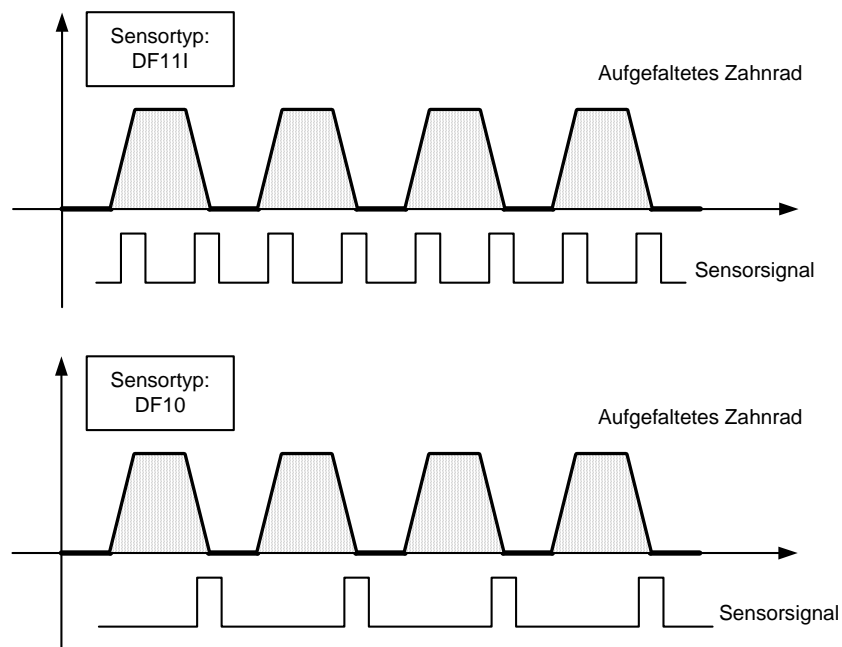 Sensortyp:
DF11I
Aufgefaltetes Zahnrad
Sensorsignal
Sensortyp:
DF10
Aufgefaltetes Zahnrad
Sensorsignal